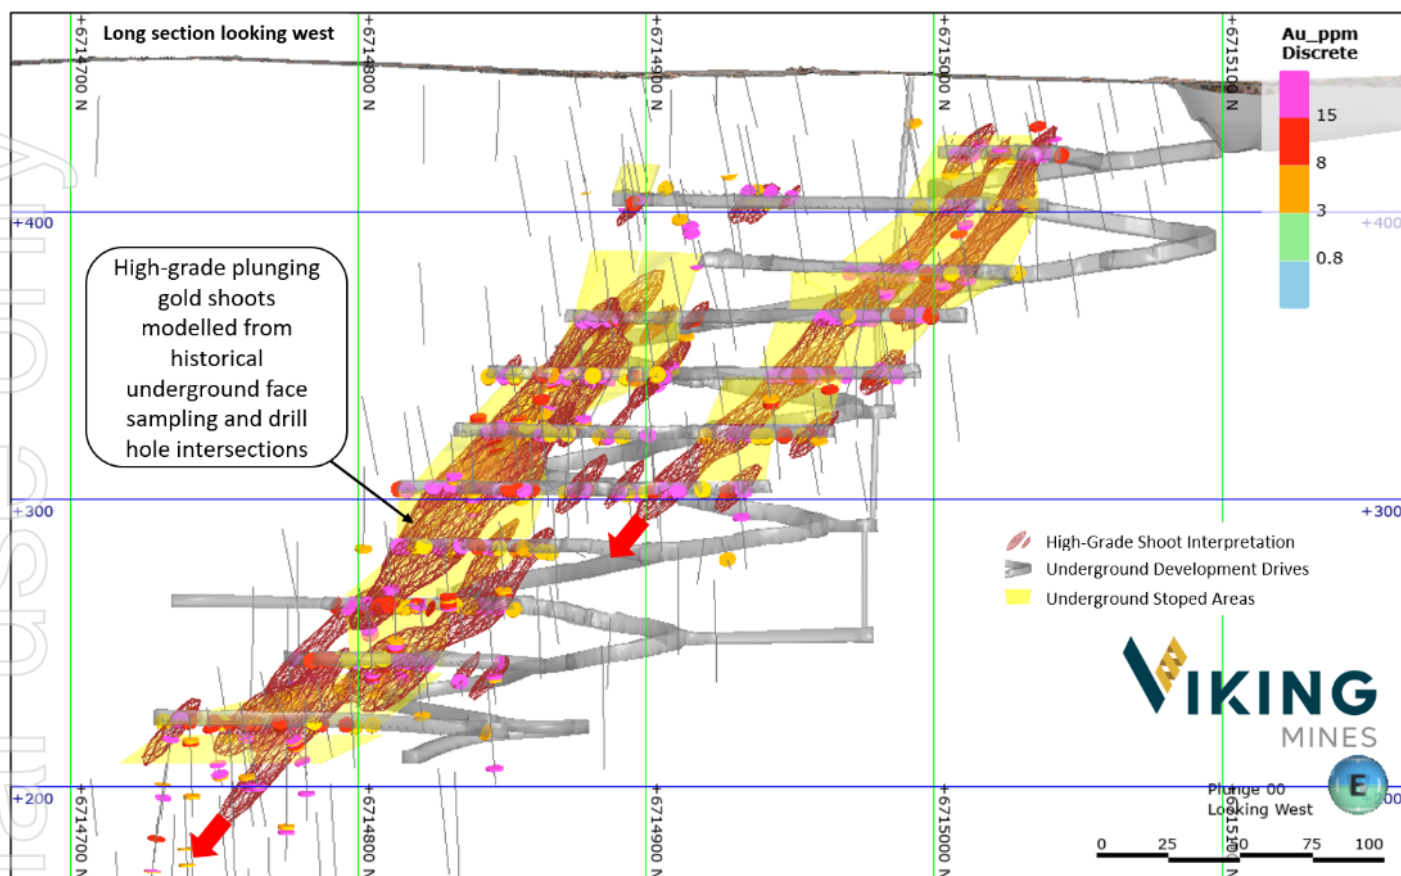 Long section looking west
6714700 N
+6714800 N
+6714900 N
+6715000 N
+6715100 N
Au_ppm
Discrete
15
8
3
0.8
+400
+400
High-grade plunging
gold shoots
modelled from
historical
underground face
sampling and drill
hole intersections
+300
+300
High-Grade Shoot Interpretation
Underground Development Drives
Underground Stoped Areas
VIKING
MINES
+200
Plunge 00
Looking West
E
0 25 50 75 100
6714700 N
6714800 N
6714900 N
6715000 N